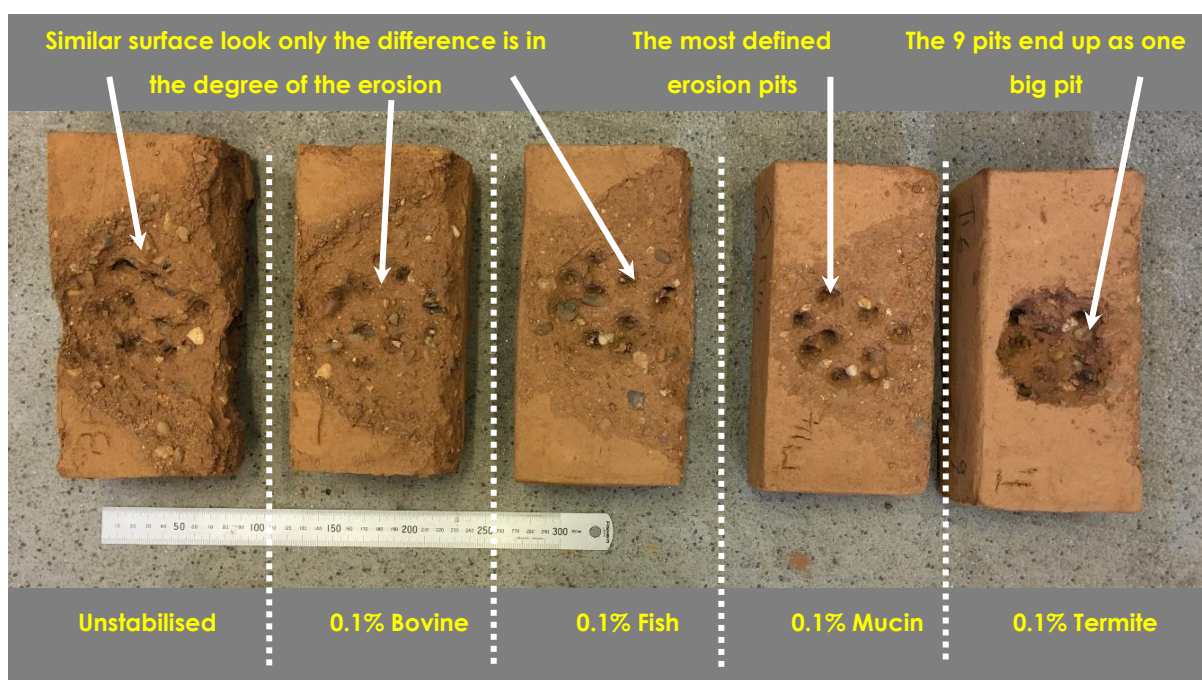 Similar surface look only the difference is in
the degree of the erosion
The most defined
erosion pits
The 9 pits end up as one
big pit
50 100 150 200 250 300
Unstabilised
0.1% Bovine
0.1% Fish
0.1% Mucin
0.1% Termite